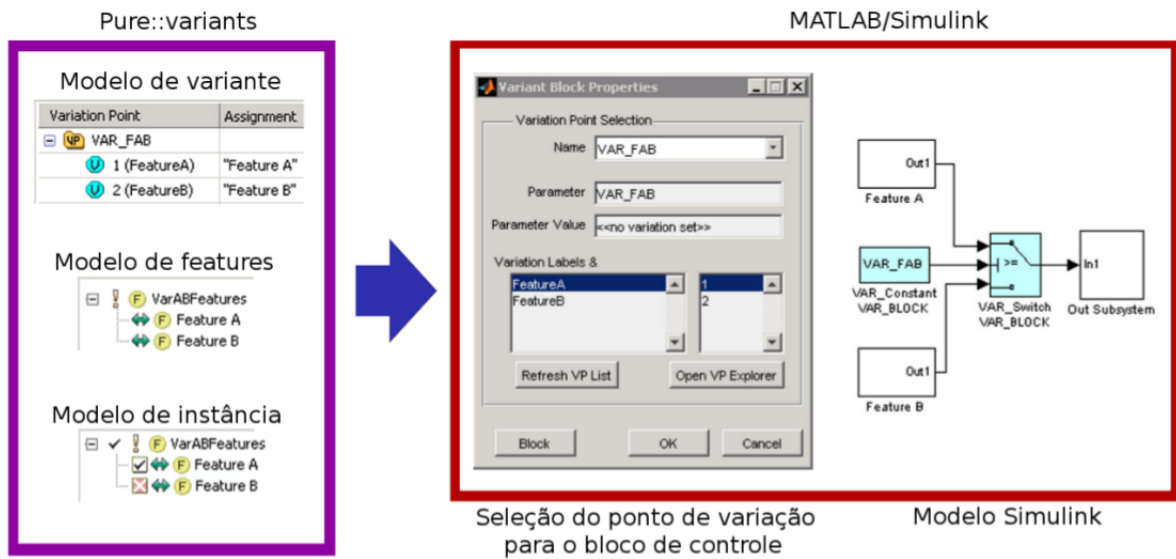 Pure::variants
Modelo de variante
Variation Point Assignment
VP VAR_FAB
V 1 (FeatureA) "Feature A"
V 2 (FeatureB) "Feature B"
Modelo de features
F VarABFeatures
F Feature A
F Feature B
Modelo de instância
F VarABFeatures
F Feature A
F Feature B
MATLAB/Simulink
Variant Block Properties
Variation Point Selection
Name VAR_FAB
Parameter VAR_FAB
Parameter Value <<no variation set>>
Variation Labels &
FeatureA 1
FeatureB 2
Refresh VP List Open VP Explorer
Block OK Cancel
Seleção do ponto de variação
para o bloco de controle
Out1
Feature A
VAR_FAB
VAR_Constant
VAR_BLOCK
>=
VAR_Switch
VAR_BLOCK
In1
Out Subsystem
Out1
Feature B
Modelo Simulink